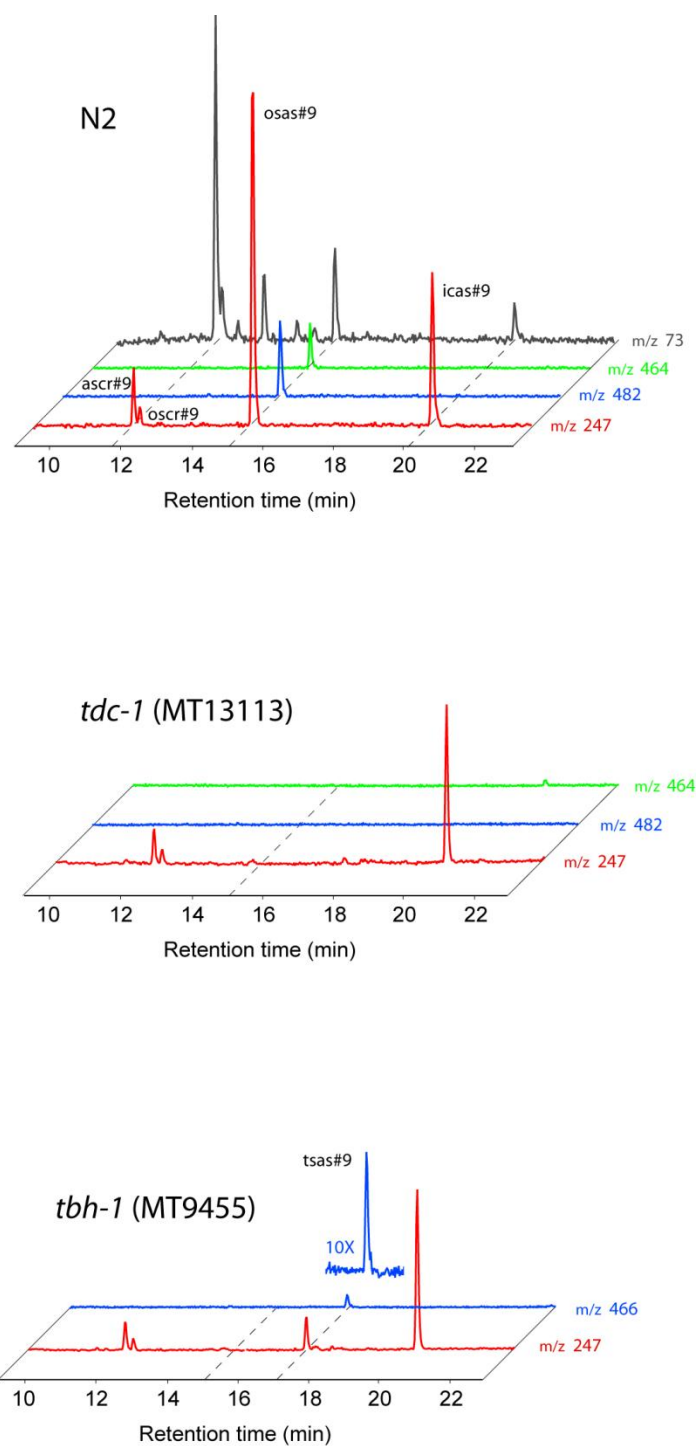 N2
osas#9
icas#9
m/z 73
m/z 464
ascr#9
m/z 482
oscr#9
m/z 247
10 12 14 16 18 20 22
Retention time (min)
tdc-1 (MT13113)
m/z 464
m/z 482
m/z 247
10 12 14 16 18 20 22
Retention time (min)
tsas#9
tbh-1 (MT9455)
10X
m/z 466
m/z 247
10 12 14 16 18 20 22
Retention time (min)